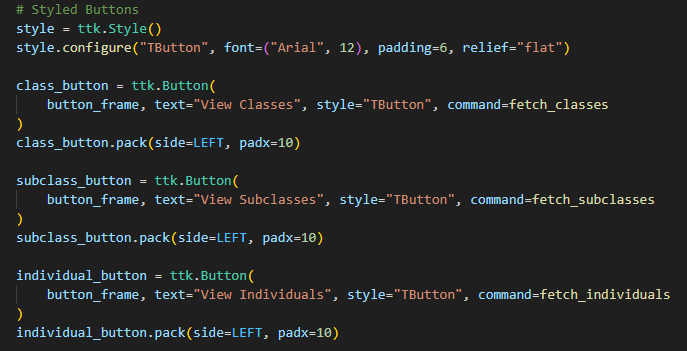 # Styled Buttons
style = ttk.Style()
style.configure("TButton", font=("Arial", 12), padding=6, relief="flat")
class_button = ttk.Button(
button_frame, text="View Classes", style="TButton", command=fetch_classes
)
class_button.pack(side=LEFT, padx=10)
subclass_button = ttk.Button(
button_frame, text="View Subclasses", style="TButton", command=fetch_subclasses
)
subclass_button.pack(side=LEFT, padx=10)
individual_button = ttk.Button(
button_frame, text="View Individuals", style="TButton", command=fetch_individuals
)
individual_button.pack(side=LEFT, padx=10)